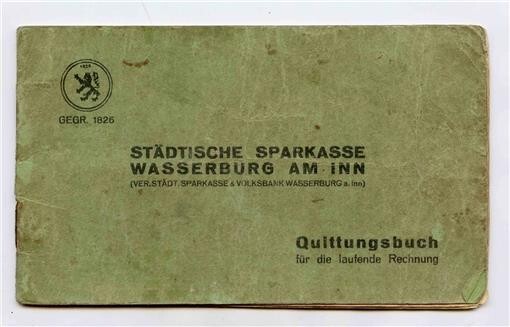 1826
GEGR. 1826
STÄDTISCHE SPARKASSE
WASSERBURG AM INN
(VER.STÄDT. SPARKASSE & VOLKSBANK WASSERBURG a. Inn)
Quittungsbuch
für die laufende Rechnung